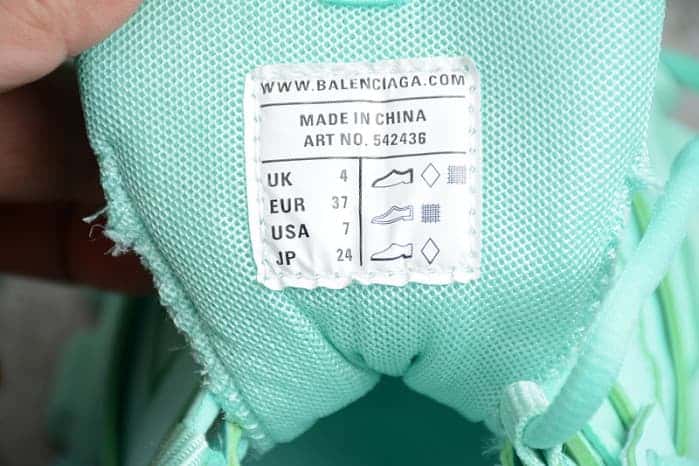 WWW.BALENCIAGA.COM
MADE IN CHINA
ART NO. 542436
UK 4
EUR 37
USA 7
JP 24